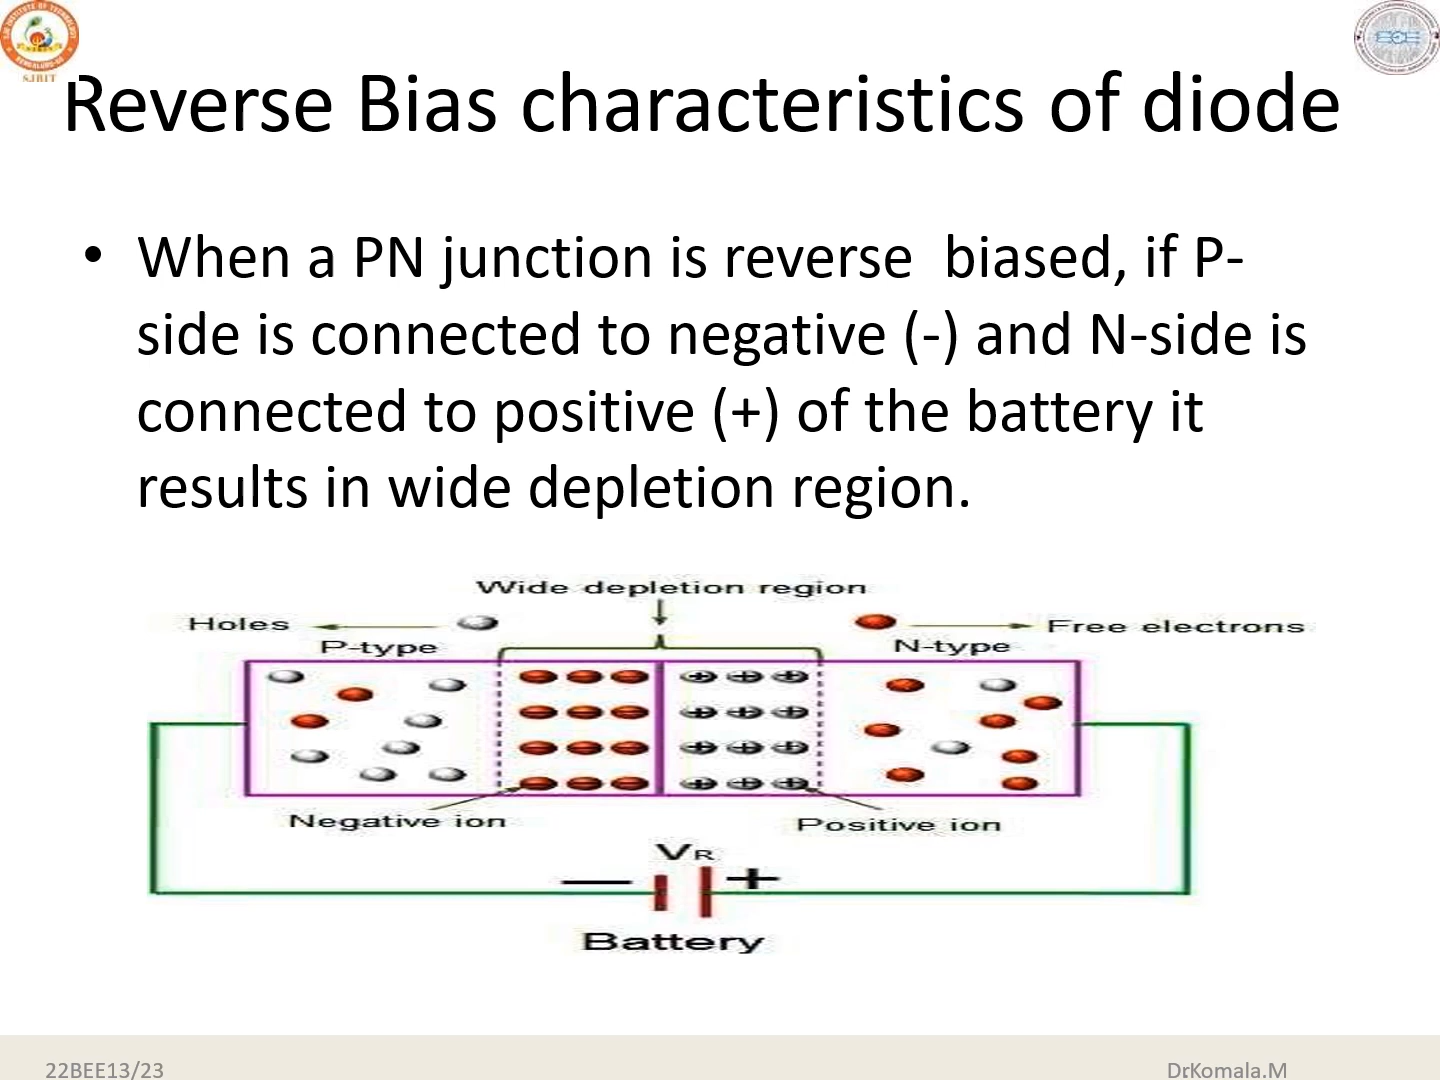 SJBIT
Reverse Bias characteristics of diode
• When a PN junction is reverse  biased, if P-
side is connected to negative (-) and N-side is
connected to positive (+) of the battery it
results in wide depletion region.
Wide depletion region
Holes
Free electrons
P-type
N-type
Negative ion
Positive ion
VR
— +
Battery
22BEE13/23
DrKomala.M